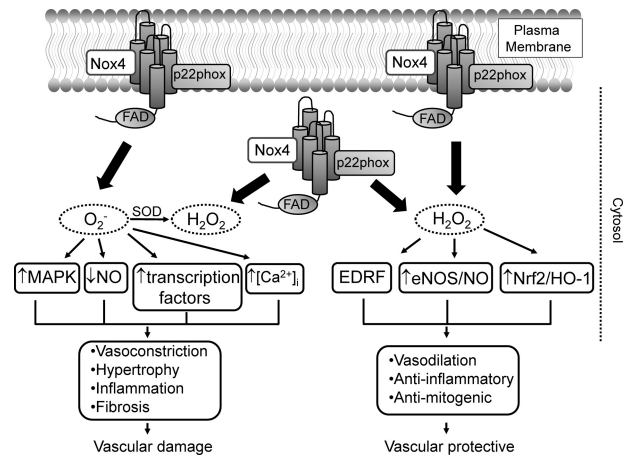 Plasma
Membrane
Nox4
p22phox
FAD
Nox4
p22phox
FAD
Nox4
p22phox
FAD
Cytosol
O₂⁻
SOD
H₂O₂
H₂O₂
↑MAPK
↓NO
↑transcription
factors
↑[Ca²⁺]ᵢ
EDRF
↑eNOS/NO
↑Nrf2/HO-1
•Vasoconstriction
•Hypertrophy
•Inflammation
•Fibrosis
•Vasodilation
•Anti-inflammatory
•Anti-mitogenic
Vascular damage
Vascular protective